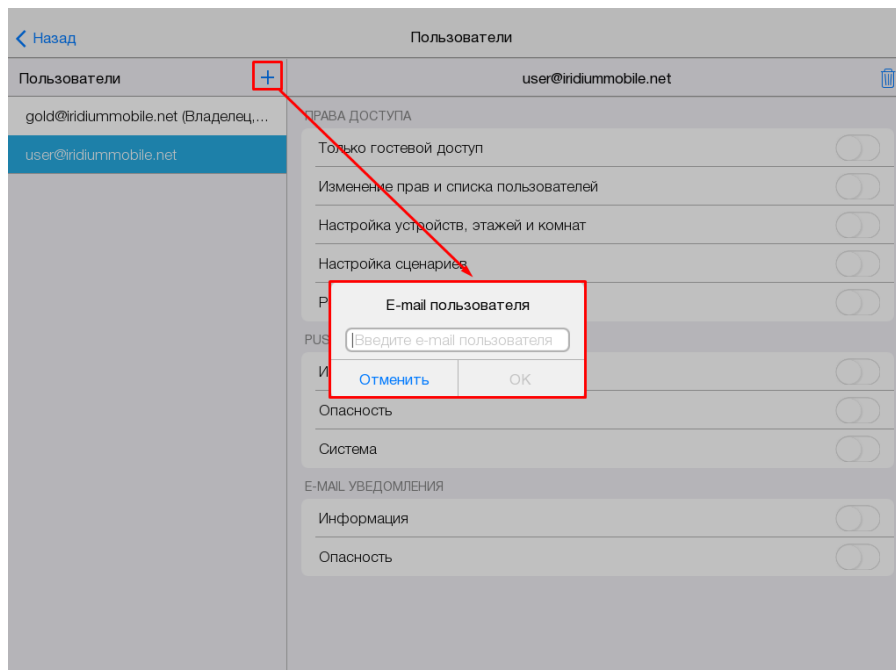 Назад
Пользователи
Пользователи
+
user@iridiummobile.net
gold@iridiummobile.net (Владелец,...
user@iridiummobile.net
ПРАВА ДОСТУПА
Только гостевой доступ
Изменение прав и списка пользователей
Настройка устройств, этажей и комнат
Настройка сценариев
Р
E-mail пользователя
PUS
Введите e-mail пользователя
И
Отменить
OK
Опасность
Система
E-MAIL УВЕДОМЛЕНИЯ
Информация
Опасность